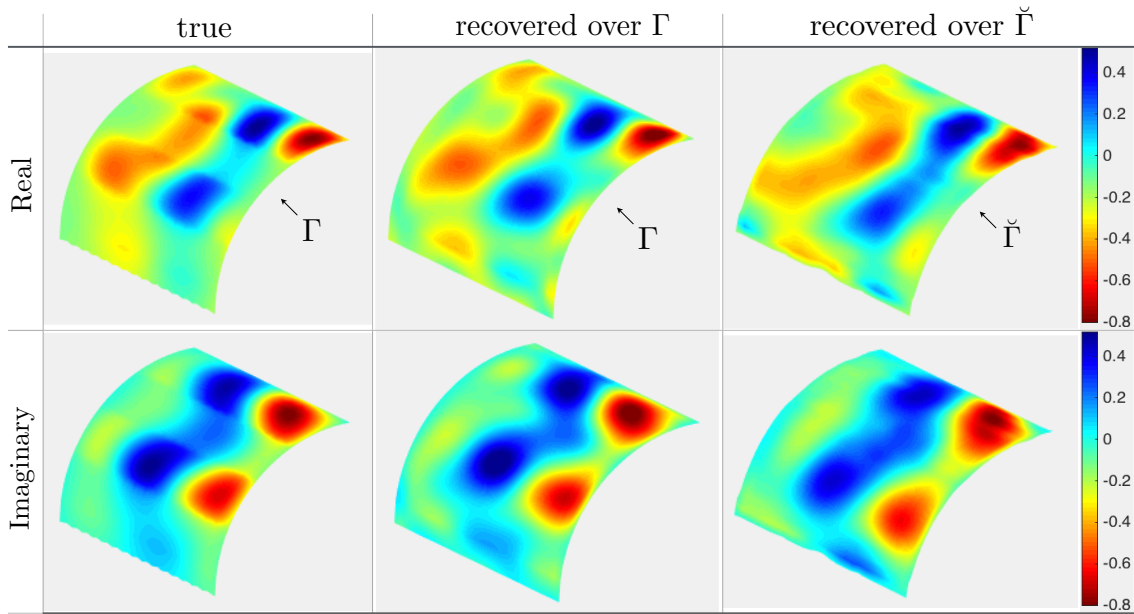 true
recovered over Γ
recovered over Γ̆
Real
Γ
Γ
Γ̆
0.4
0.2
0
-0.2
-0.4
-0.6
-0.8
Imaginary
0.4
0.2
0
-0.2
-0.4
-0.6
-0.8